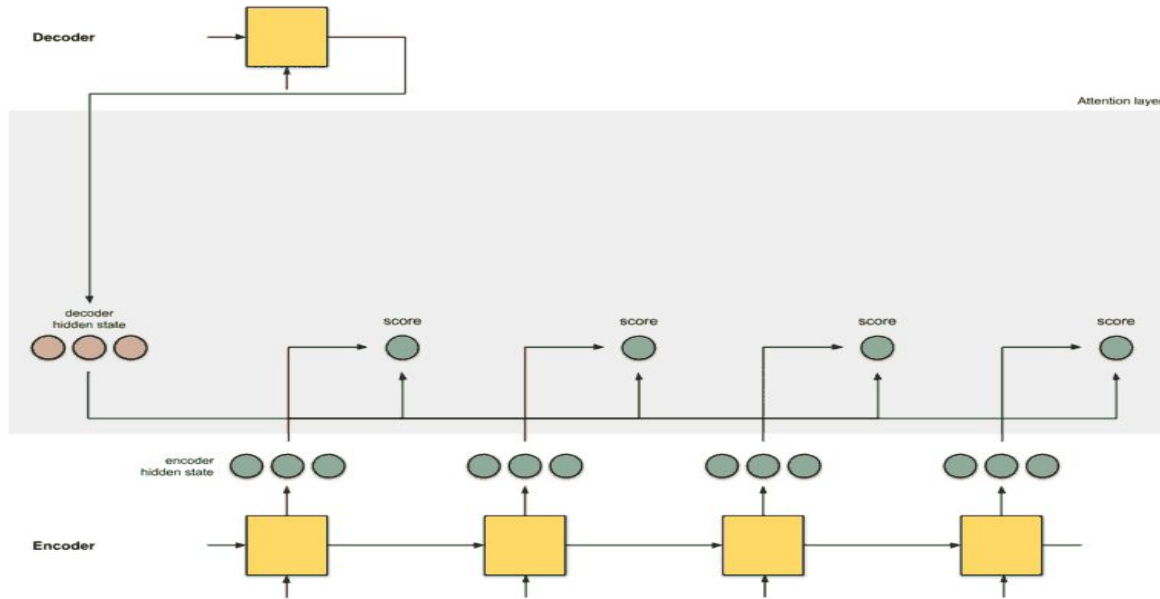 Decoder
Attention layer
decoder
hidden state
score
score
score
score
encoder
hidden state
Encoder